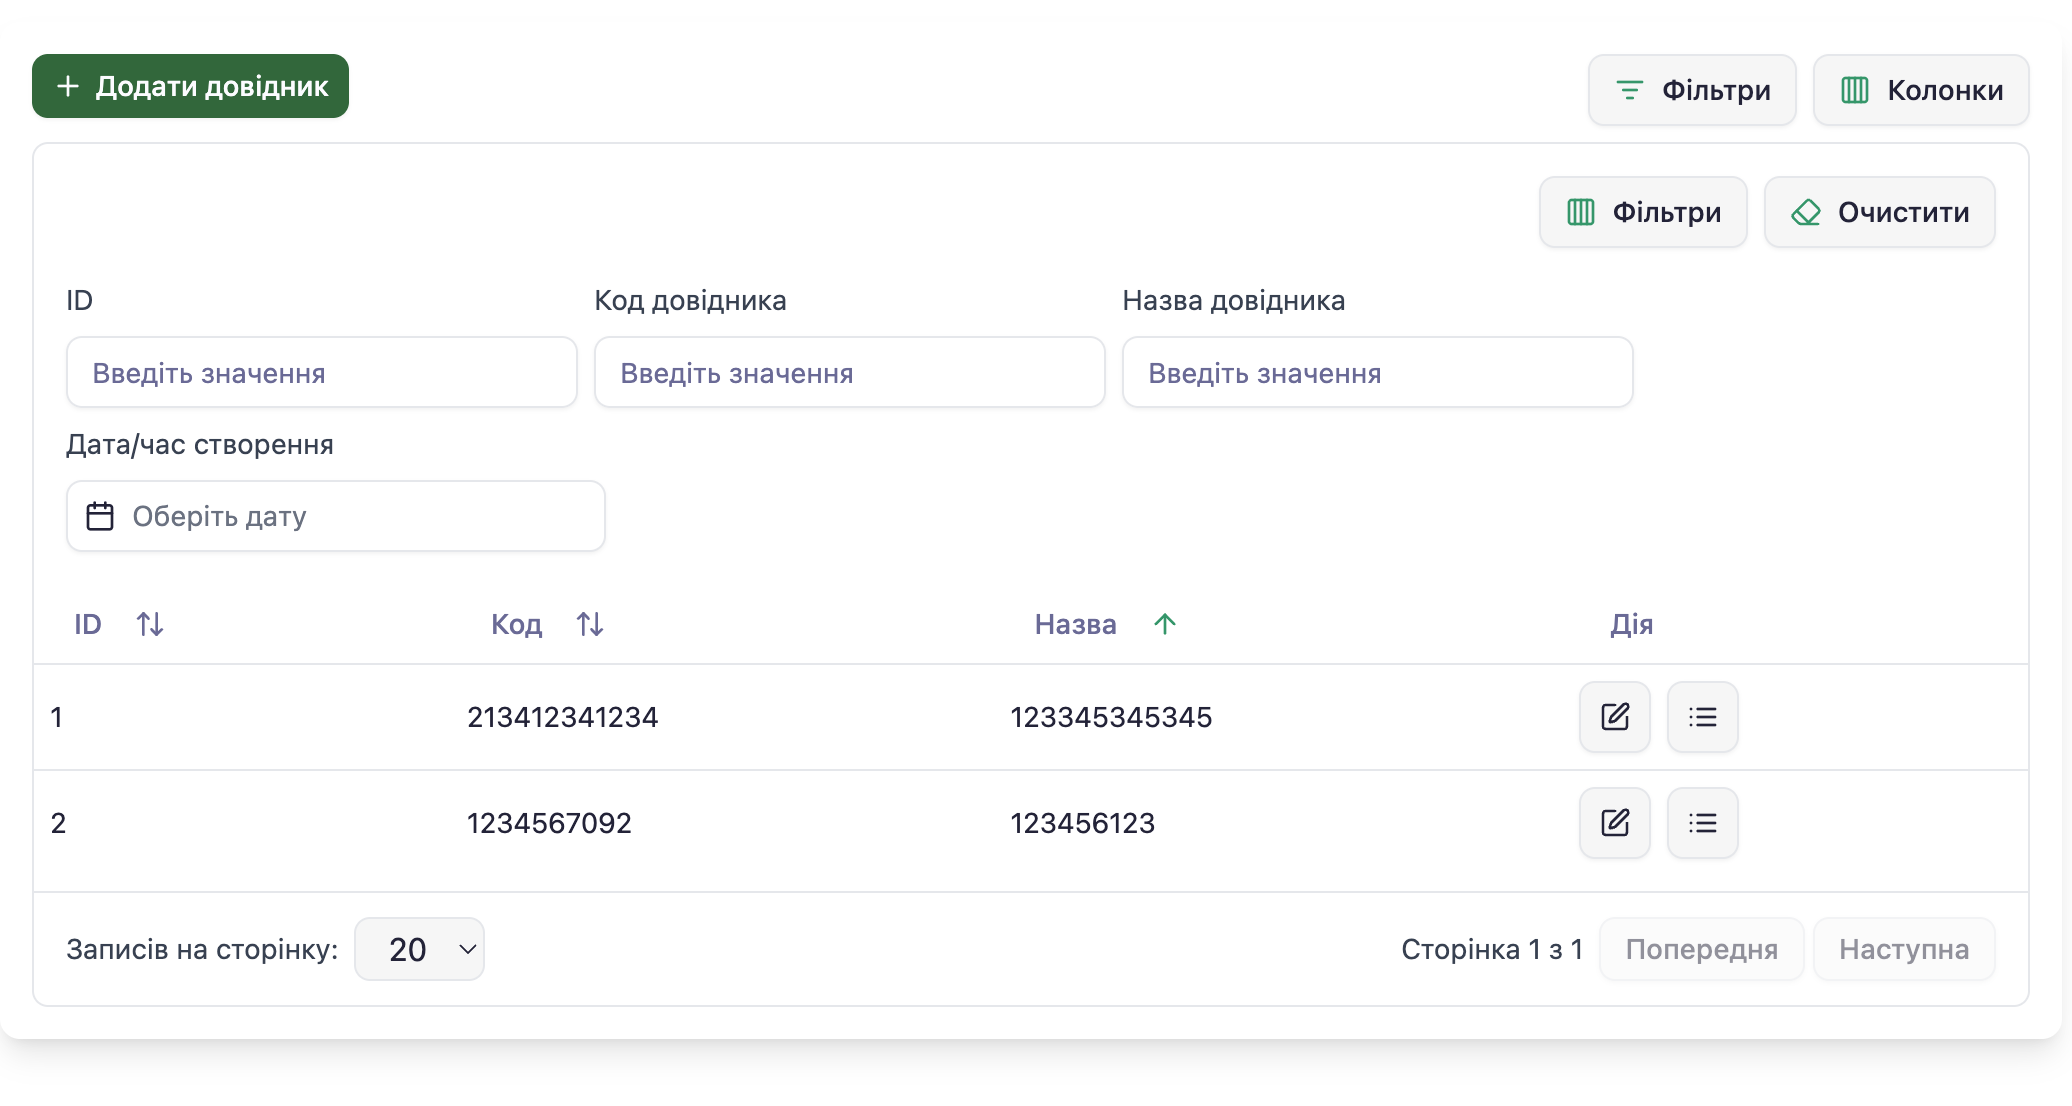 Додати довідник
Фільтри
Колонки
Фільтри
Очистити
ID
Код довідника
Назва довідника
Введіть значення
Введіть значення
Введіть значення
Дата/час створення
Оберіть дату
ID
Код
Назва
Дія
1
213412341234
123345345345
2
1234567092
123456123
Записів на сторінку:
20
Сторінка 1 з 1
Попередня
Наступна